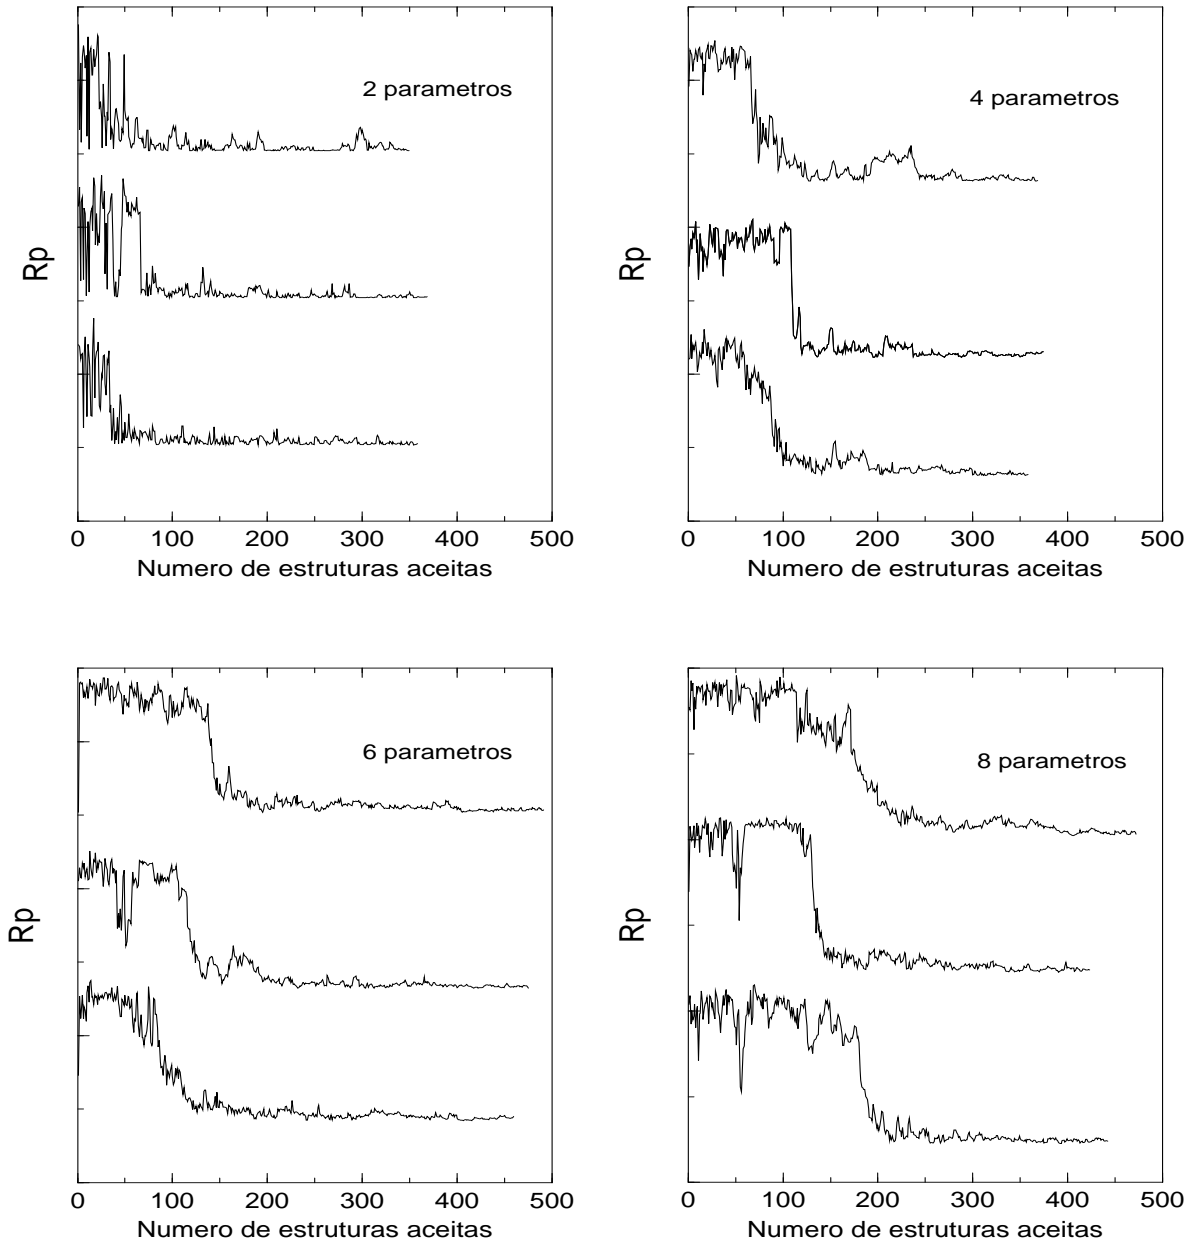 2 parametros
Rp
0 100 200 300 400 500
Numero de estruturas aceitas
4 parametros
Rp
0 100 200 300 400 500
Numero de estruturas aceitas
6 parametros
Rp
0 100 200 300 400 500
Numero de estruturas aceitas
8 parametros
Rp
0 100 200 300 400 500
Numero de estruturas aceitas